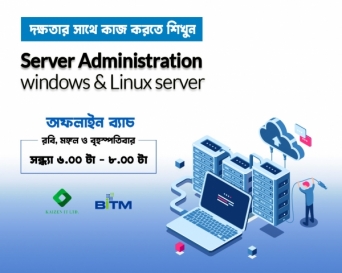 দক্ষতার সাথে কাজ করতে শিখুন
Server Administration
windows & Linux server
অফলাইন ব্যাচ
রবি, মঙ্গল ও বৃহস্পতিবার
সন্ধ্যা ৬.০০ টা - ৮.০০ টা
BITM